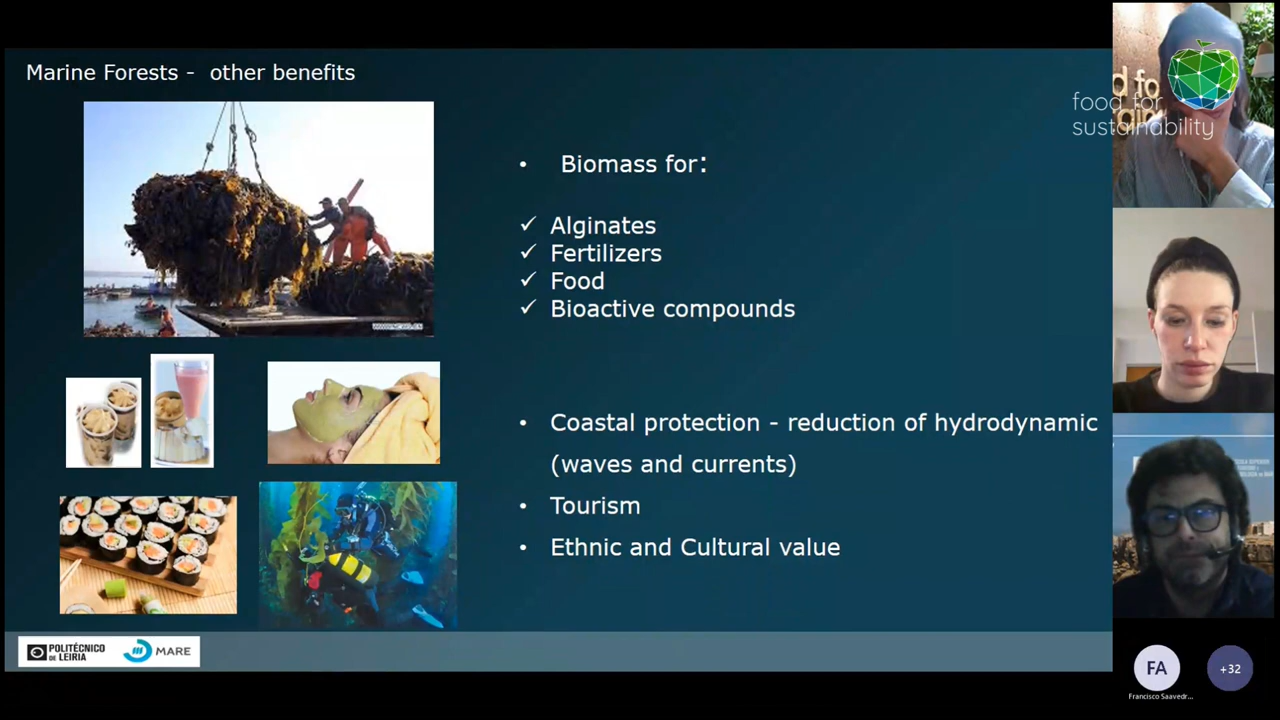 Marine Forests - other benefits
• Biomass for:
✓ Alginates
✓ Fertilizers
✓ Food
✓ Bioactive compounds
• Coastal protection - reduction of hydrodynamic
(waves and currents)
• Tourism
• Ethnic and Cultural value
POLITÉCNICO
DE LEIRIA
MARE
food for
sustainability
FA
Francisco Saavedr...
+32